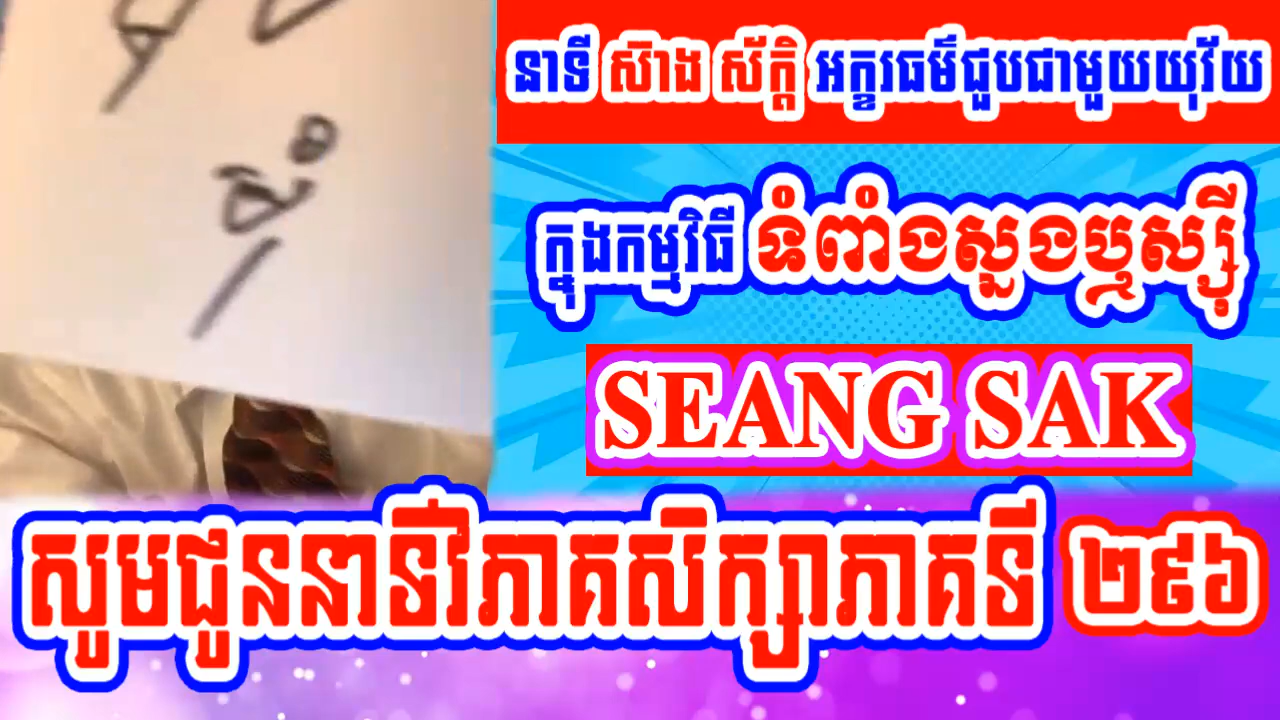 នាទី ស៊ាង ស័ក្តិ អក្ខរធម៍ជួបជាមួយយុវ័យ
ក្នុងកម្មវិធី ទំពាំងស្នងឬស្ស៊ី
SEANG SAK
សូមជូននាទីវិភាគសិក្សាភាគទី ២៩៦